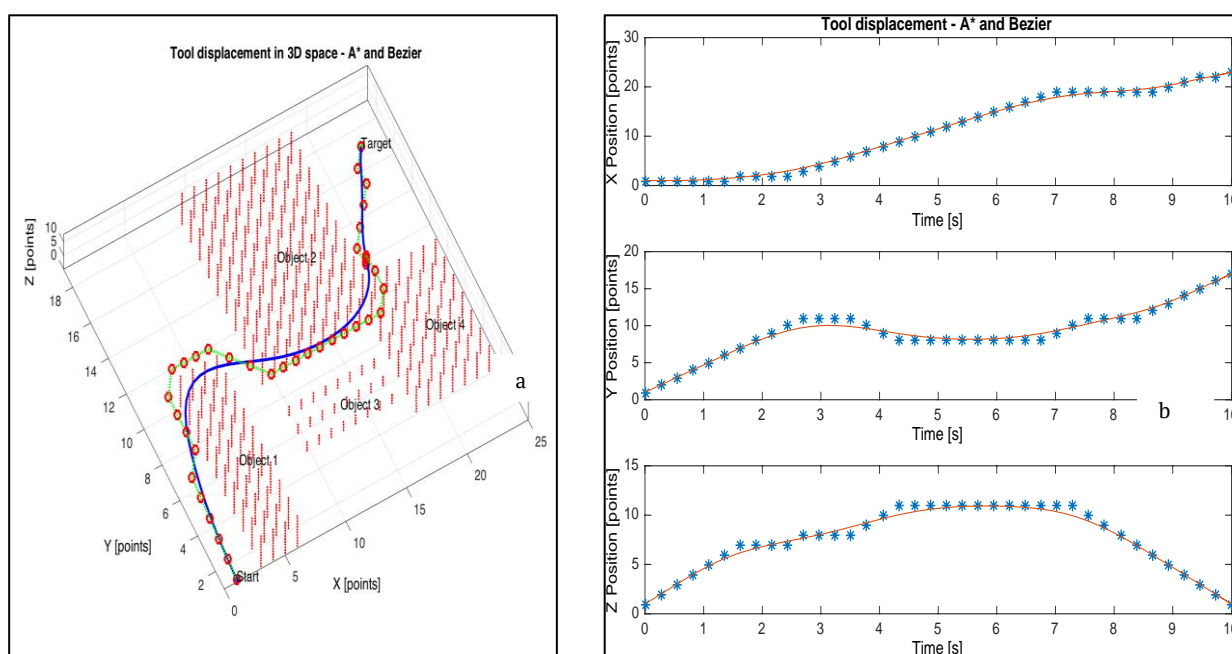 Tool displacement in 3D space - A* and Bezier
Target
Z [points]
10
5
0
18
16
14
12
10
8
6
4
2
0
Y [points]
Object 2
Object 4
Object 3
Object 1
Start
a
5
10
15
20
25
X [points]
Tool displacement - A* and Bezier
X Position [points]
30
20
10
0
0 1 2 3 4 5 6 7 8 9 10
Time [s]
Y Position [points]
20
15
10
5
0
0 1 2 3 4 5 6 7 8 9 10
Time [s]
b
Z Position [points]
15
10
5
0
0 1 2 3 4 5 6 7 8 9 10
Time [s]